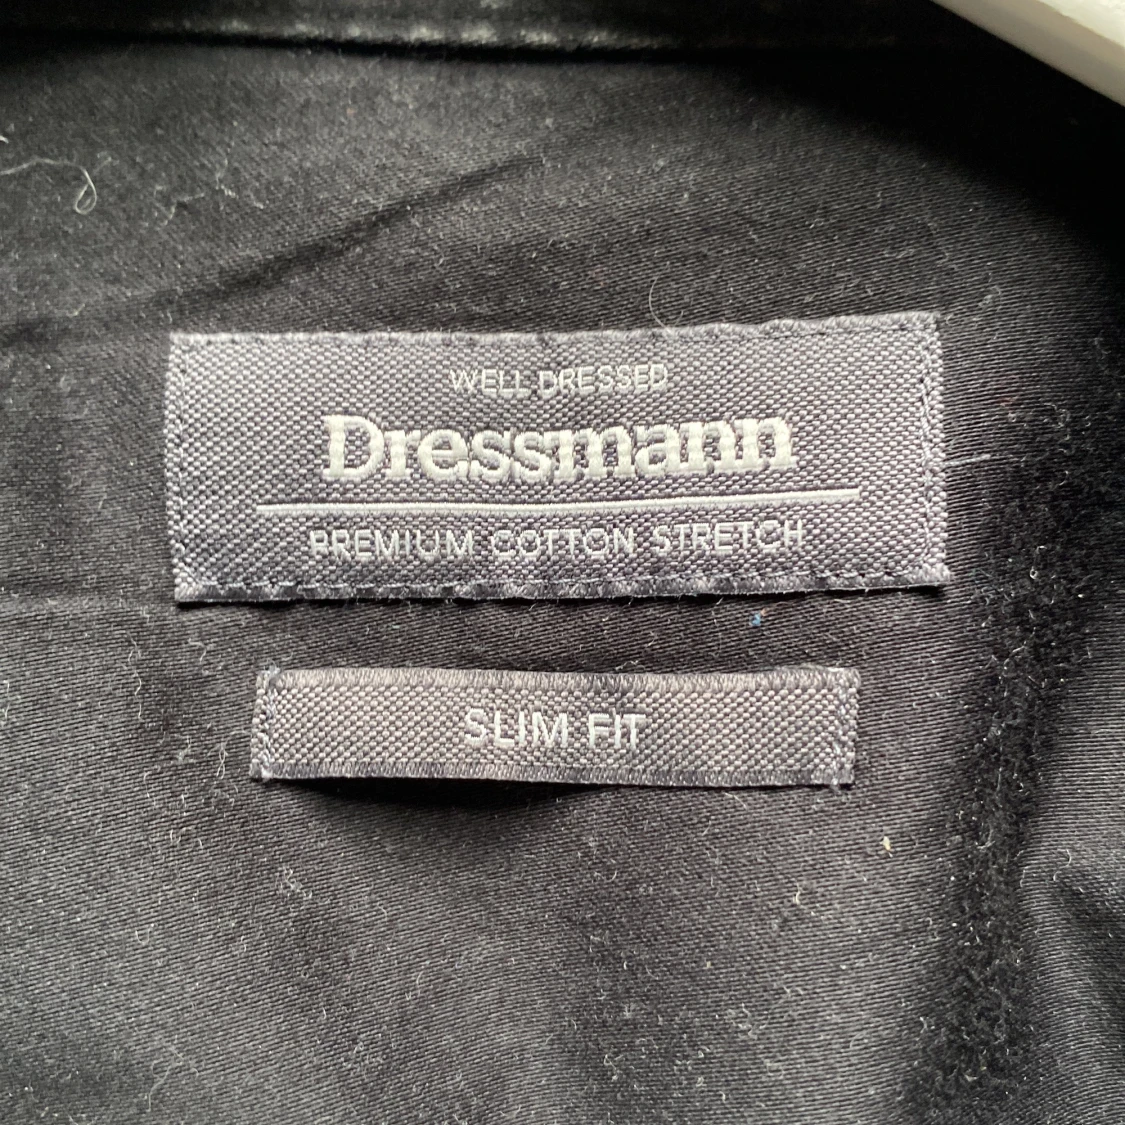 WELL DRESSED
Dressmann
PREMIUM COTTON STRETCH
SLIM FIT